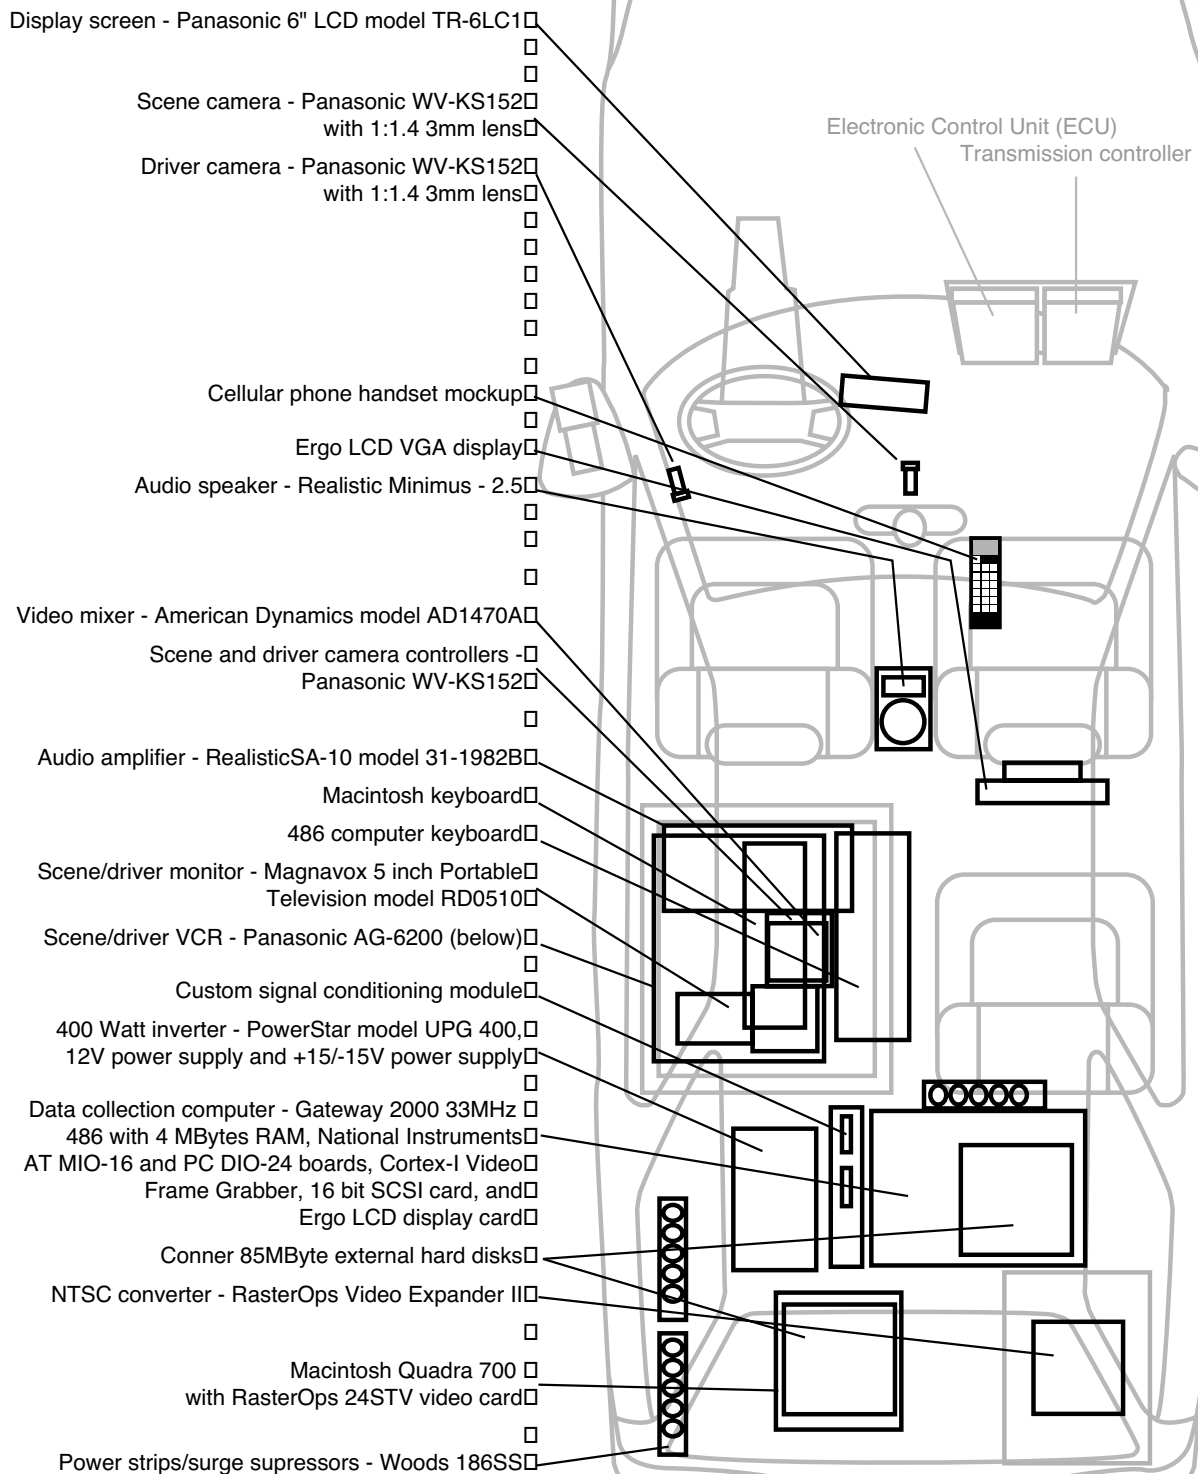 Display screen - Panasonic 6" LCD model TR-6LC1
Scene camera - Panasonic WV-KS152
with 1:1.4 3mm lens
Electronic Control Unit (ECU)
Transmission controller
Driver camera - Panasonic WV-KS152
with 1:1.4 3mm lens
Cellular phone handset mockup
Ergo LCD VGA display
Audio speaker - Realistic Minimus - 2.5
Video mixer - American Dynamics model AD1470A
Scene and driver camera controllers -
Panasonic WV-KS152
Audio amplifier - RealisticSA-10 model 31-1982B
Macintosh keyboard
486 computer keyboard
Scene/driver monitor - Magnavox 5 inch Portable
Television model RD0510
Scene/driver VCR - Panasonic AG-6200 (below)
Custom signal conditioning module
400 Watt inverter - PowerStar model UPG 400,
12V power supply and +15/-15V power supply
Data collection computer - Gateway 2000 33MHz
486 with 4 MBytes RAM, National Instruments
AT MIO-16 and PC DIO-24 boards, Cortex-I Video
Frame Grabber, 16 bit SCSI card, and
Ergo LCD display card
Conner 85MByte external hard disks
NTSC converter - RasterOps Video Expander II
Macintosh Quadra 700
with RasterOps 24STV video card
Power strips/surge supressors - Woods 186SS